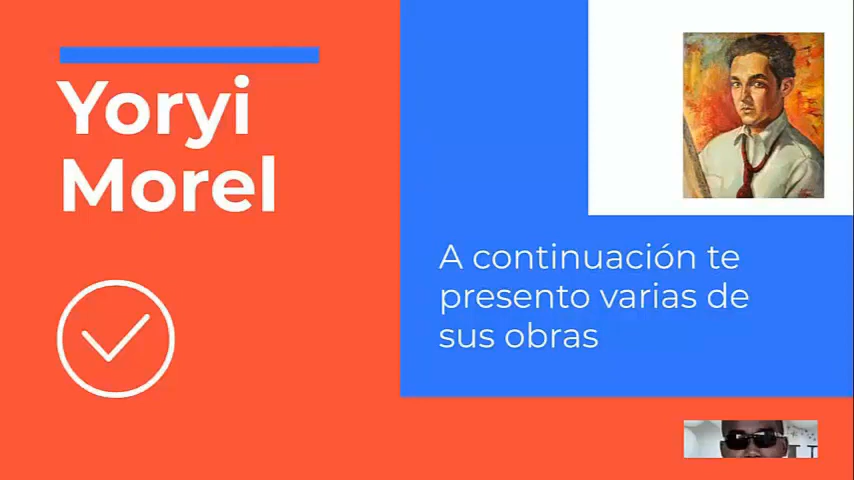 Yoryi
Morel
A continuación te
presento varias de
sus obras